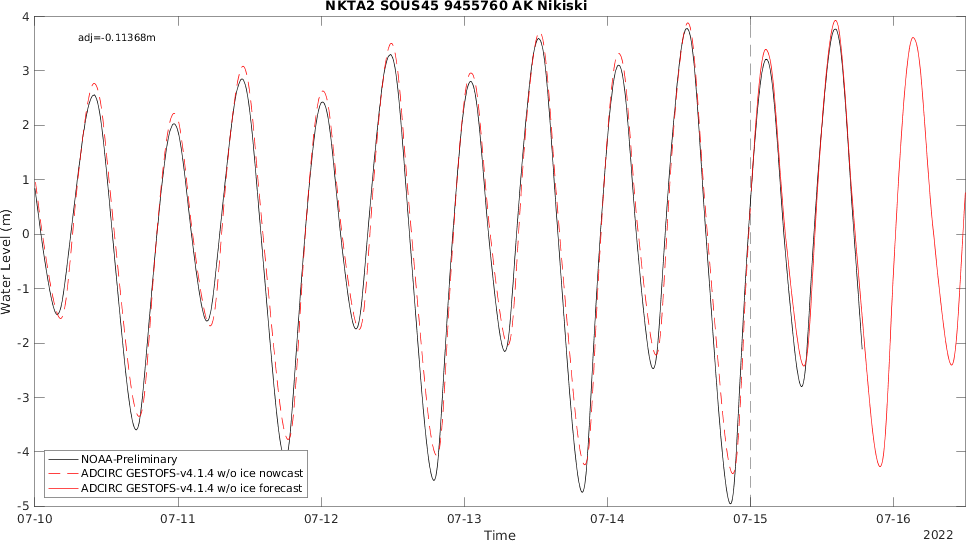 NKTA2 SOUS45 9455760 AK Nikiski
adj=-0.11368m
4
3
2
1
0
-1
-2
-3
-4
-5
Water Level (m)
NOAA-Preliminary
ADCIRC GESTOFS-v4.1.4 w/o ice nowcast
ADCIRC GESTOFS-v4.1.4 w/o ice forecast
07-10 07-11 07-12 07-13 07-14 07-15 07-16
Time
2022